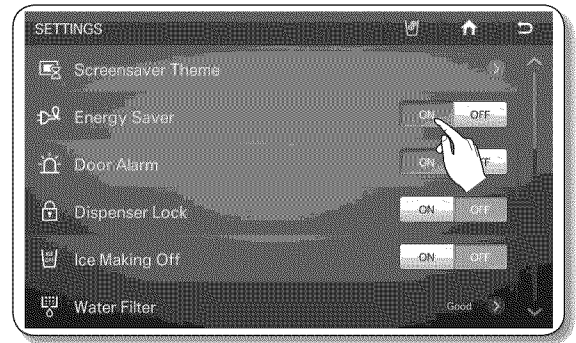 SETTINGS
Screensaver Theme
Energy Saver ON OFF
Door Alarm ON
Dispenser Lock ON OFF
Ice Making Off ON OFF
Water Filter Good